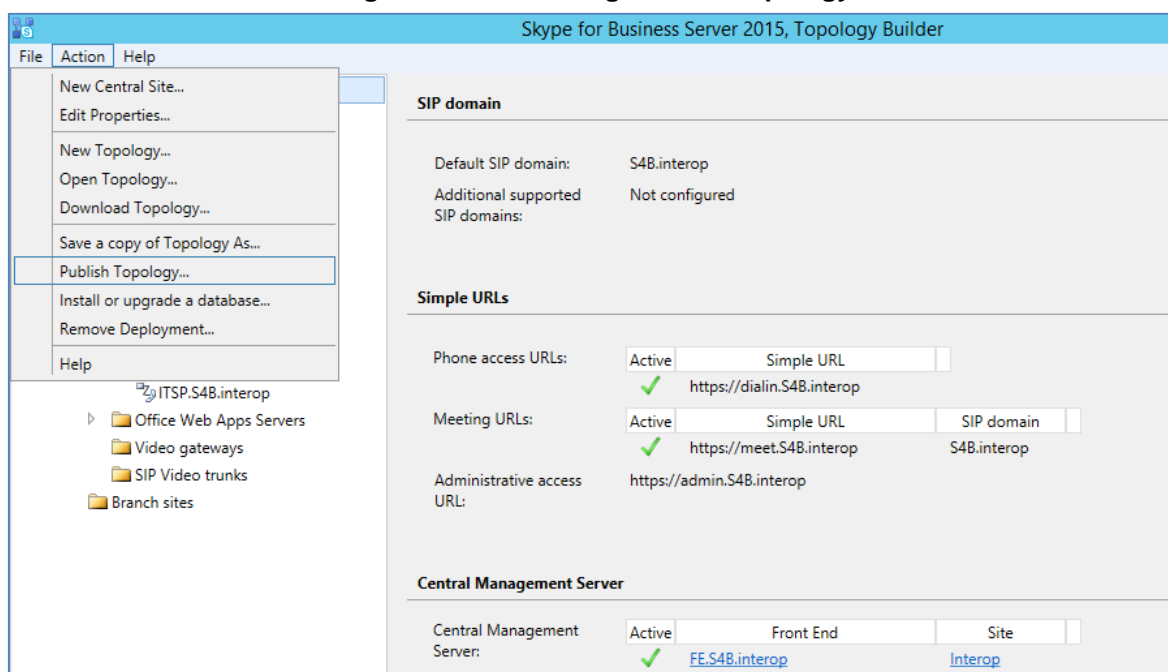 Skype for Business Server 2015, Topology Builder
File Action Help
New Central Site...
Edit Properties...
New Topology...
Open Topology...
Download Topology...
Save a copy of Topology As...
Publish Topology...
Install or upgrade a database...
Remove Deployment...
Help
ITSP.S4B.interop
Office Web Apps Servers
Video gateways
SIP Video trunks
Branch sites
SIP domain
Default SIP domain: S4B.interop
Additional supported Not configured
SIP domains:
Simple URLs
Phone access URLs: Active Simple URL
https://dialin.S4B.interop
Meeting URLs: Active Simple URL SIP domain
https://meet.S4B.interop S4B.interop
Administrative access https://admin.S4B.interop
URL:
Central Management Server
Central Management Active Front End Site
Server: FE.S4B.interop Interop